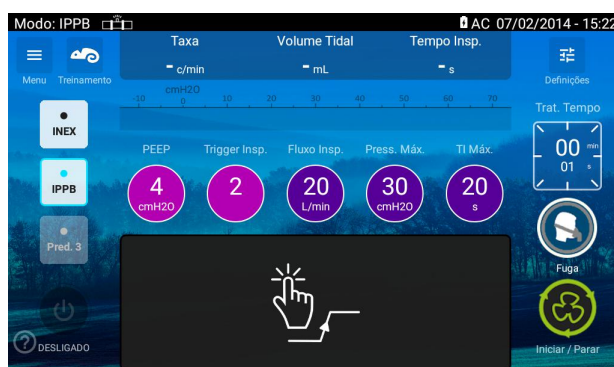 Modo: IPPB
AC 07/02/2014 - 15:22
Taxa
Volume Tidal
Tempo Insp.
- c/min
- mL
- s
Menu
Treinamento
Definições
cmH2O
-10 0 10 20 30 40 50 60 70
INEX
IPPB
Pred. 3
PEEP
Trigger Insp.
Fluxo Insp.
Press. Máx.
TI Máx.
4
cmH2O
2
20
L/min
30
cmH2O
20
s
Trat. Tempo
00 min
01 s
Fuga
? DESLIGADO
Iniciar / Parar